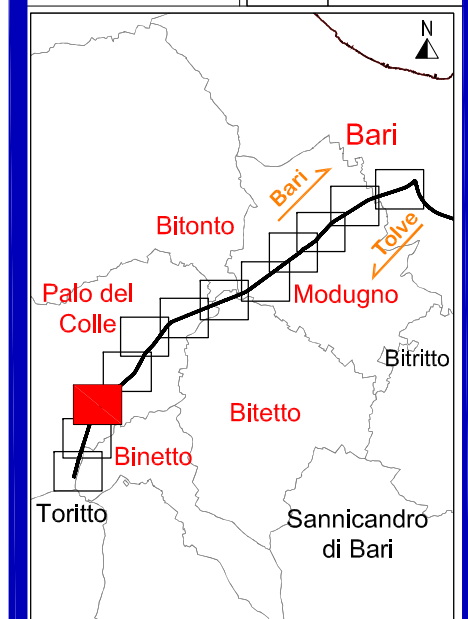 N
Bari
Bari
Bitonto
Tolve
Palo del
Colle
Modugno
Bitritto
Bitetto
Binetto
Toritto
Sannicandro
di Bari